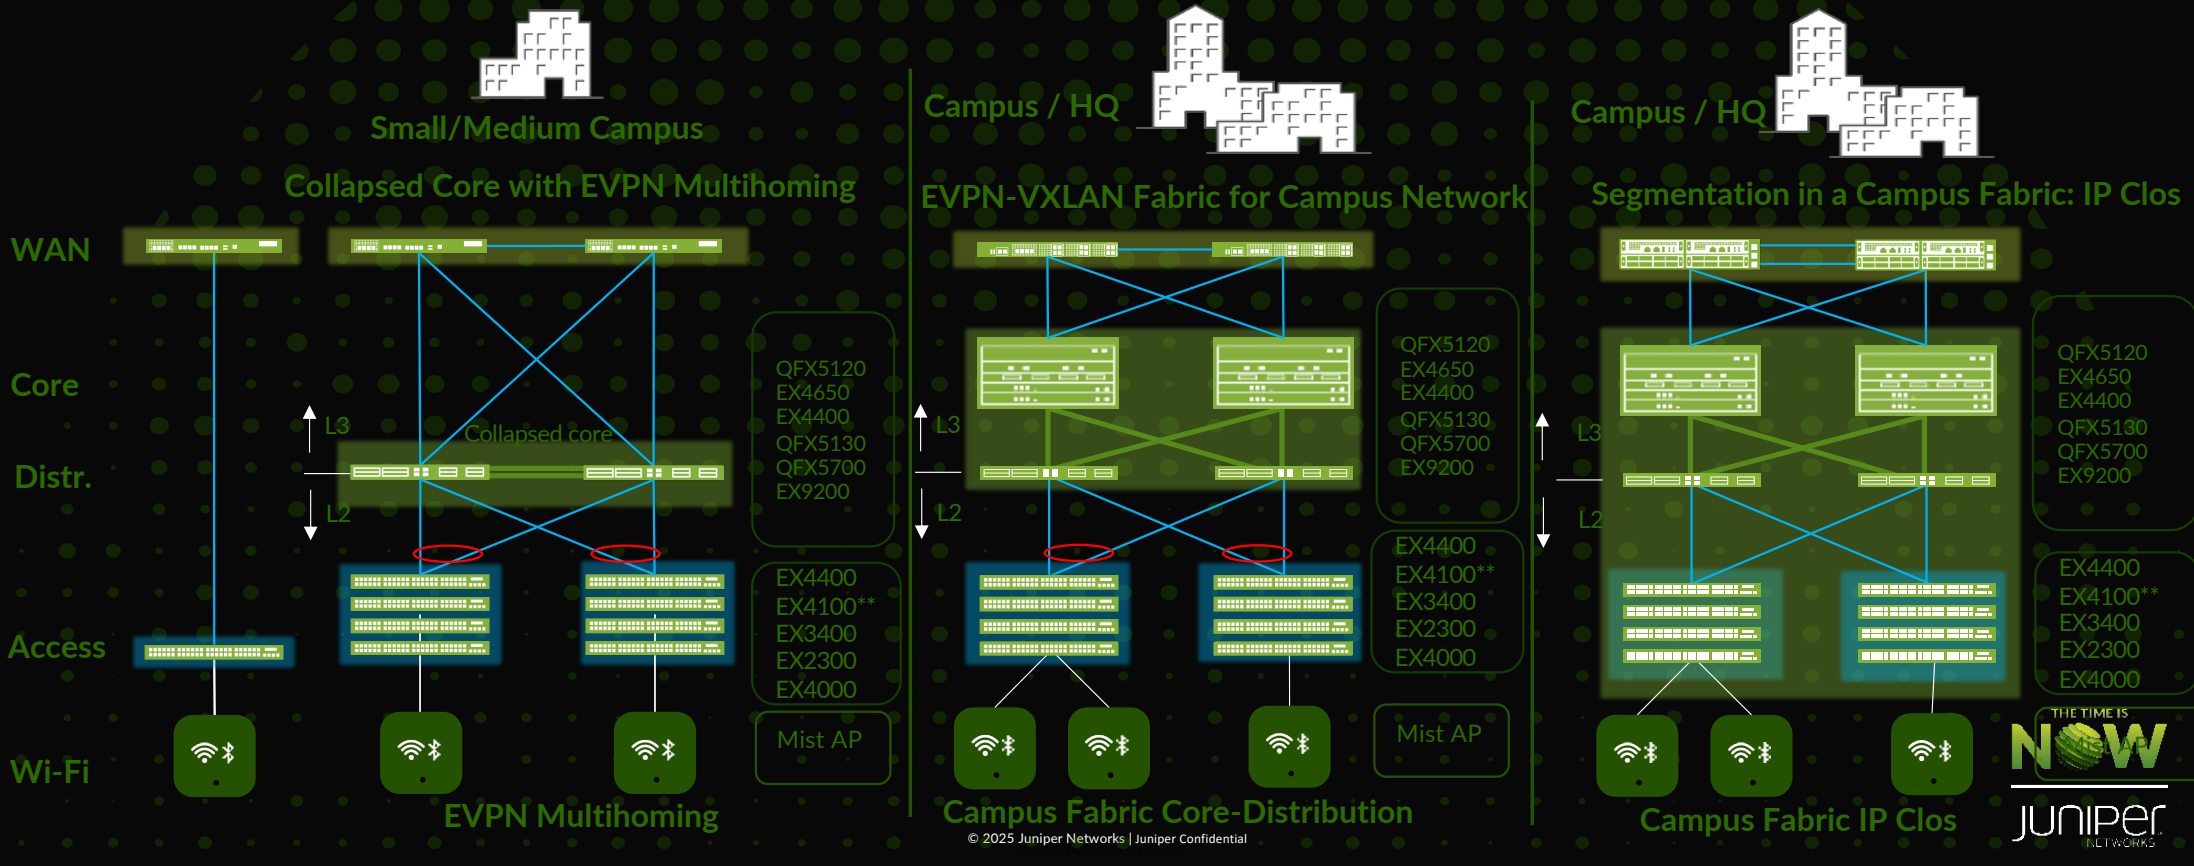 Small/Medium Campus
Collapsed Core with EVPN Multihoming
Campus / HQ
EVPN-VXLAN Fabric for Campus Network
Campus / HQ
Segmentation in a Campus Fabric: IP Clos
WAN
Core
Distr.
Access
Wi-Fi
L3
L2
Collapsed core
QFX5120
EX4650
EX4400
QFX5130
QFX5700
EX9200
EX4400
EX4100**
EX3400
EX2300
EX4000
Mist AP
EVPN Multihoming
L3
L2
QFX5120
EX4650
EX4400
QFX5130
QFX5700
EX9200
EX4400
EX4100**
EX3400
EX2300
EX4000
Mist AP
Campus Fabric Core-Distribution
© 2025 Juniper Networks | Juniper Confidential
L3
L2
QFX5120
EX4650
EX4400
QFX5130
QFX5700
EX9200
EX4400
EX4100**
EX3400
EX2300
EX4000
Mist AP
Campus Fabric IP Clos
THE TIME IS
NOW
JUNIPER
NETWORKS